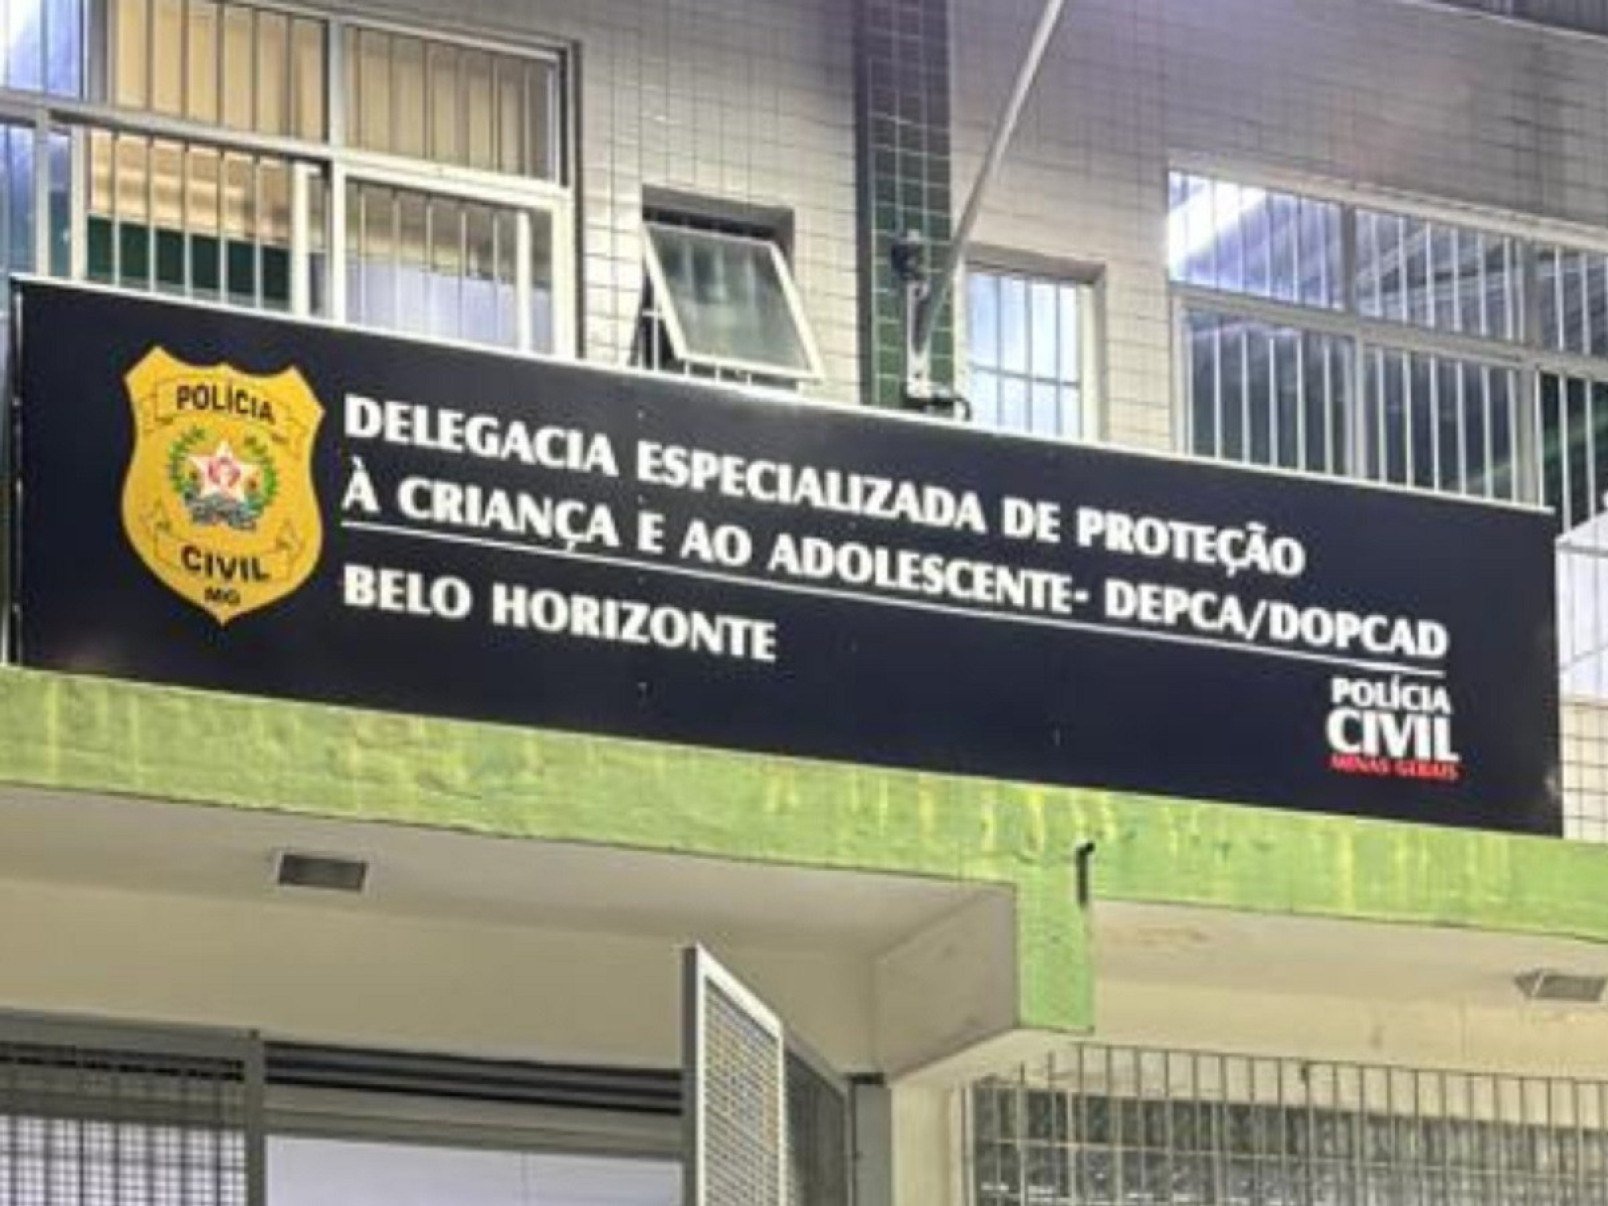 POLÍCIA
CIVIL
MG
DELEGACIA ESPECIALIZADA DE PROTEÇÃO
À CRIANÇA E AO ADOLESCENTE- DEPCA/DOPCAD
BELO HORIZONTE
POLÍCIA
CIVIL
MINAS GERAIS